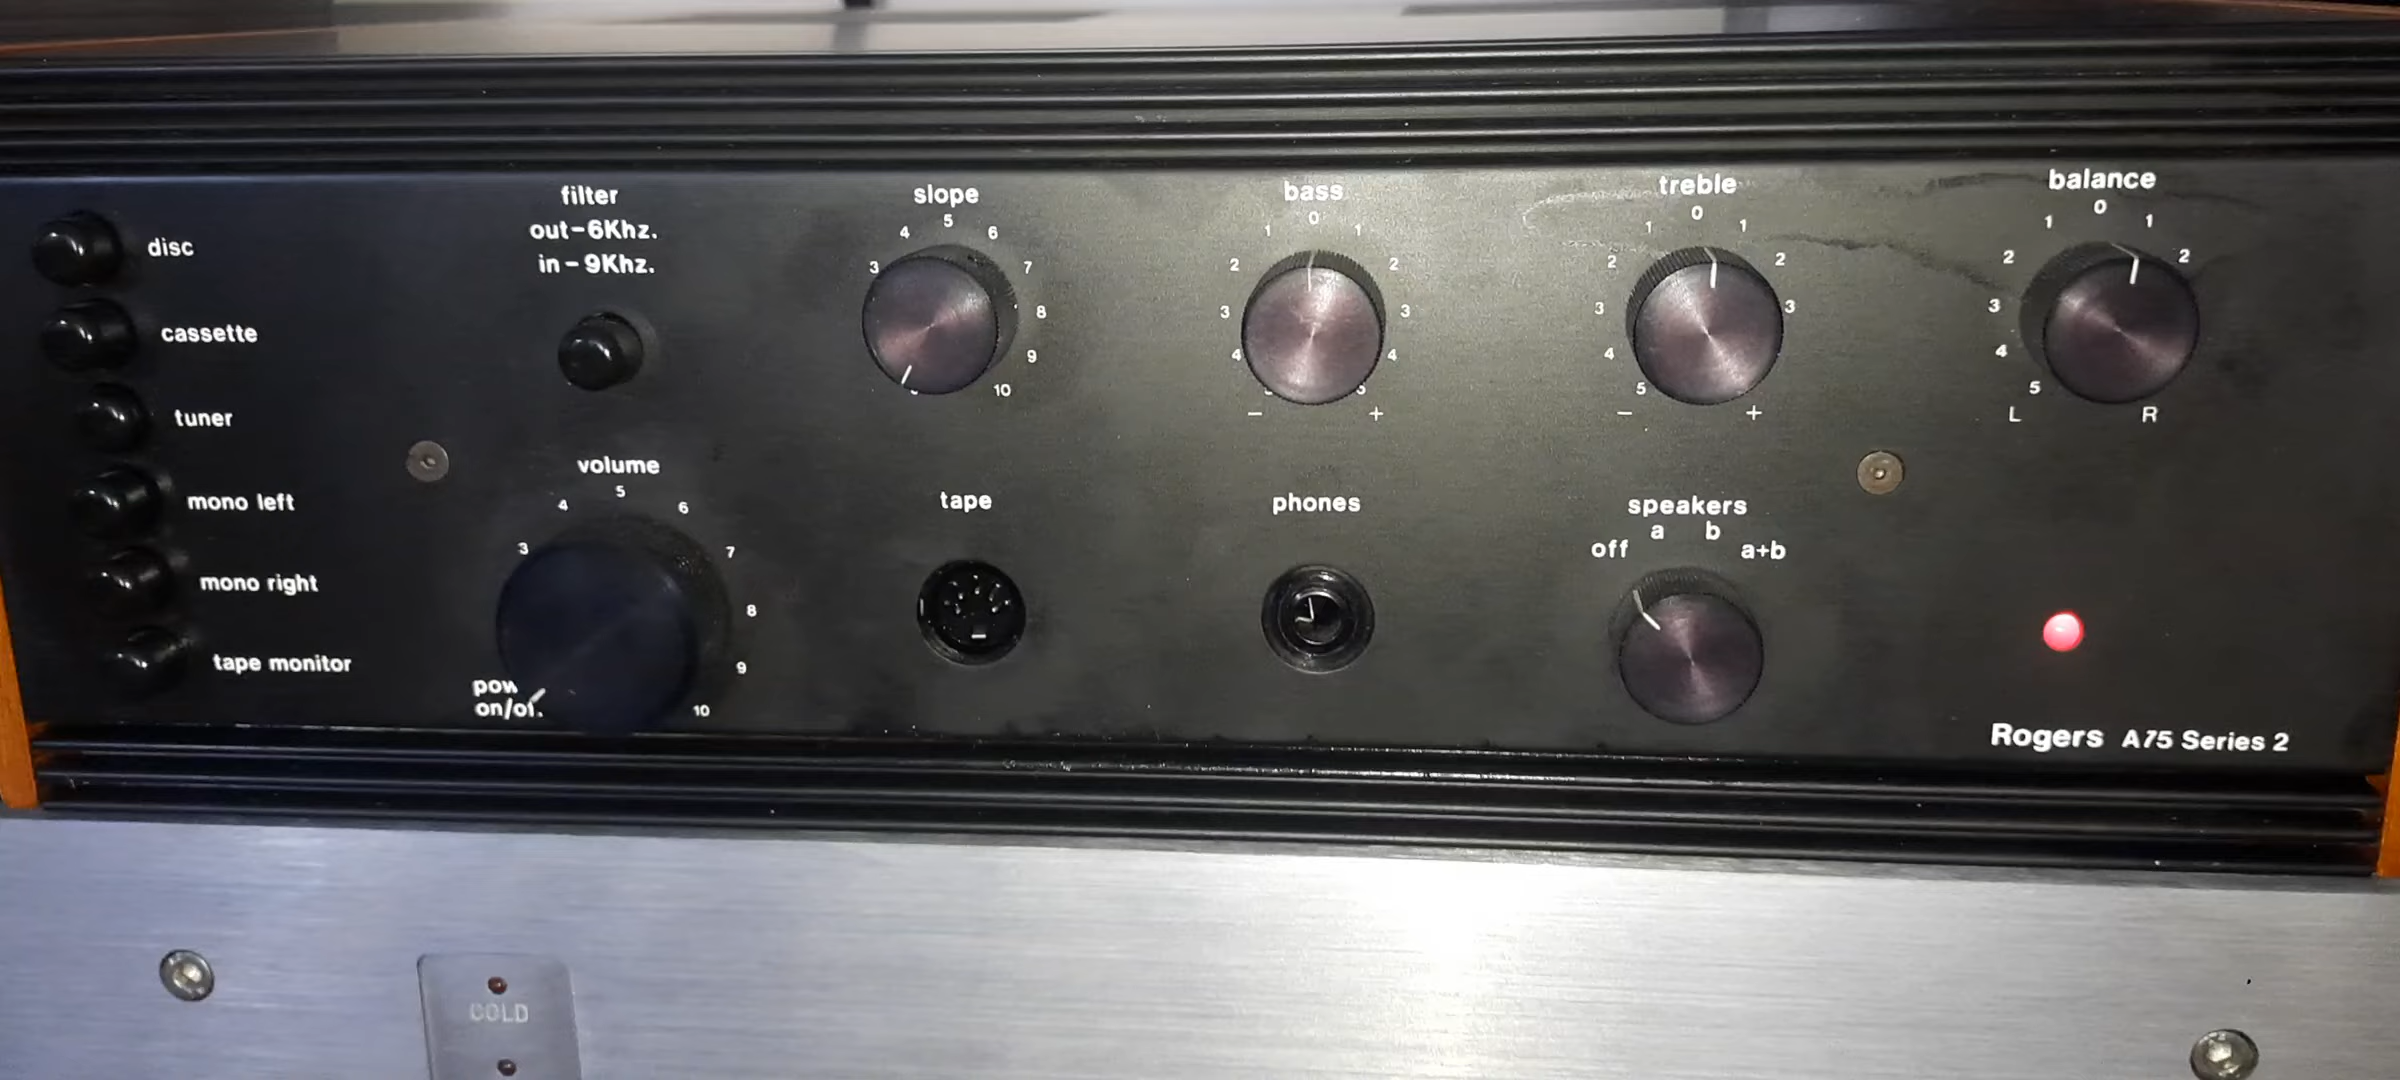 disc
cassette
tuner
mono left
mono right
tape monitor
filter
out-6Khz.
in-9Khz.
volume
3 4 5 6 7 8 9 10
on/of.
slope
3 4 5 6 7 8 9 10
bass
4 3 2 1 0 1 2 3 4
- +
treble
5 4 3 2 1 0 1 2 3
- +
balance
5 4 3 2 1 0 1 2
L R
tape
phones
speakers
off a b a+b
Rogers A75 Series 2
COLD